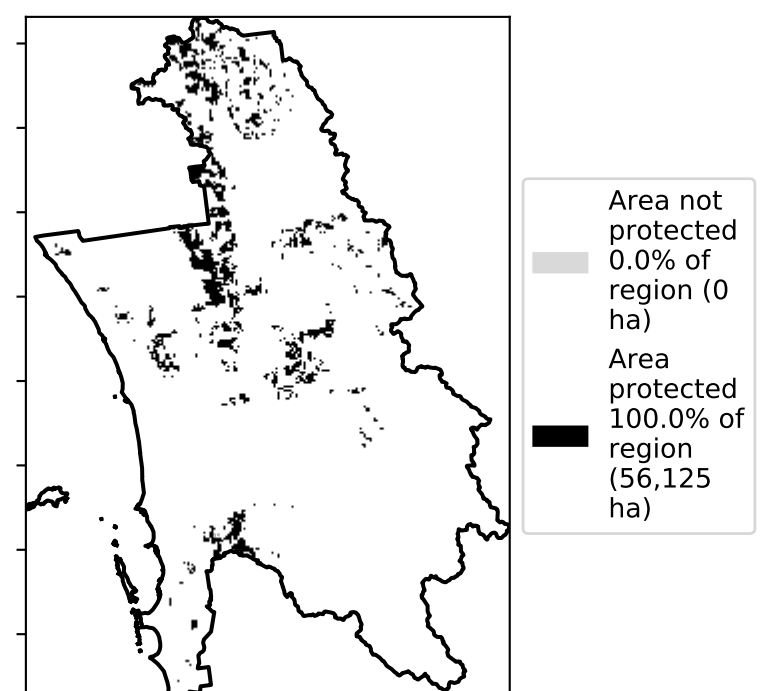 Area not
protected
0.0% of
region (0
ha)
Area
protected
100.0% of
region
(56,125
ha)